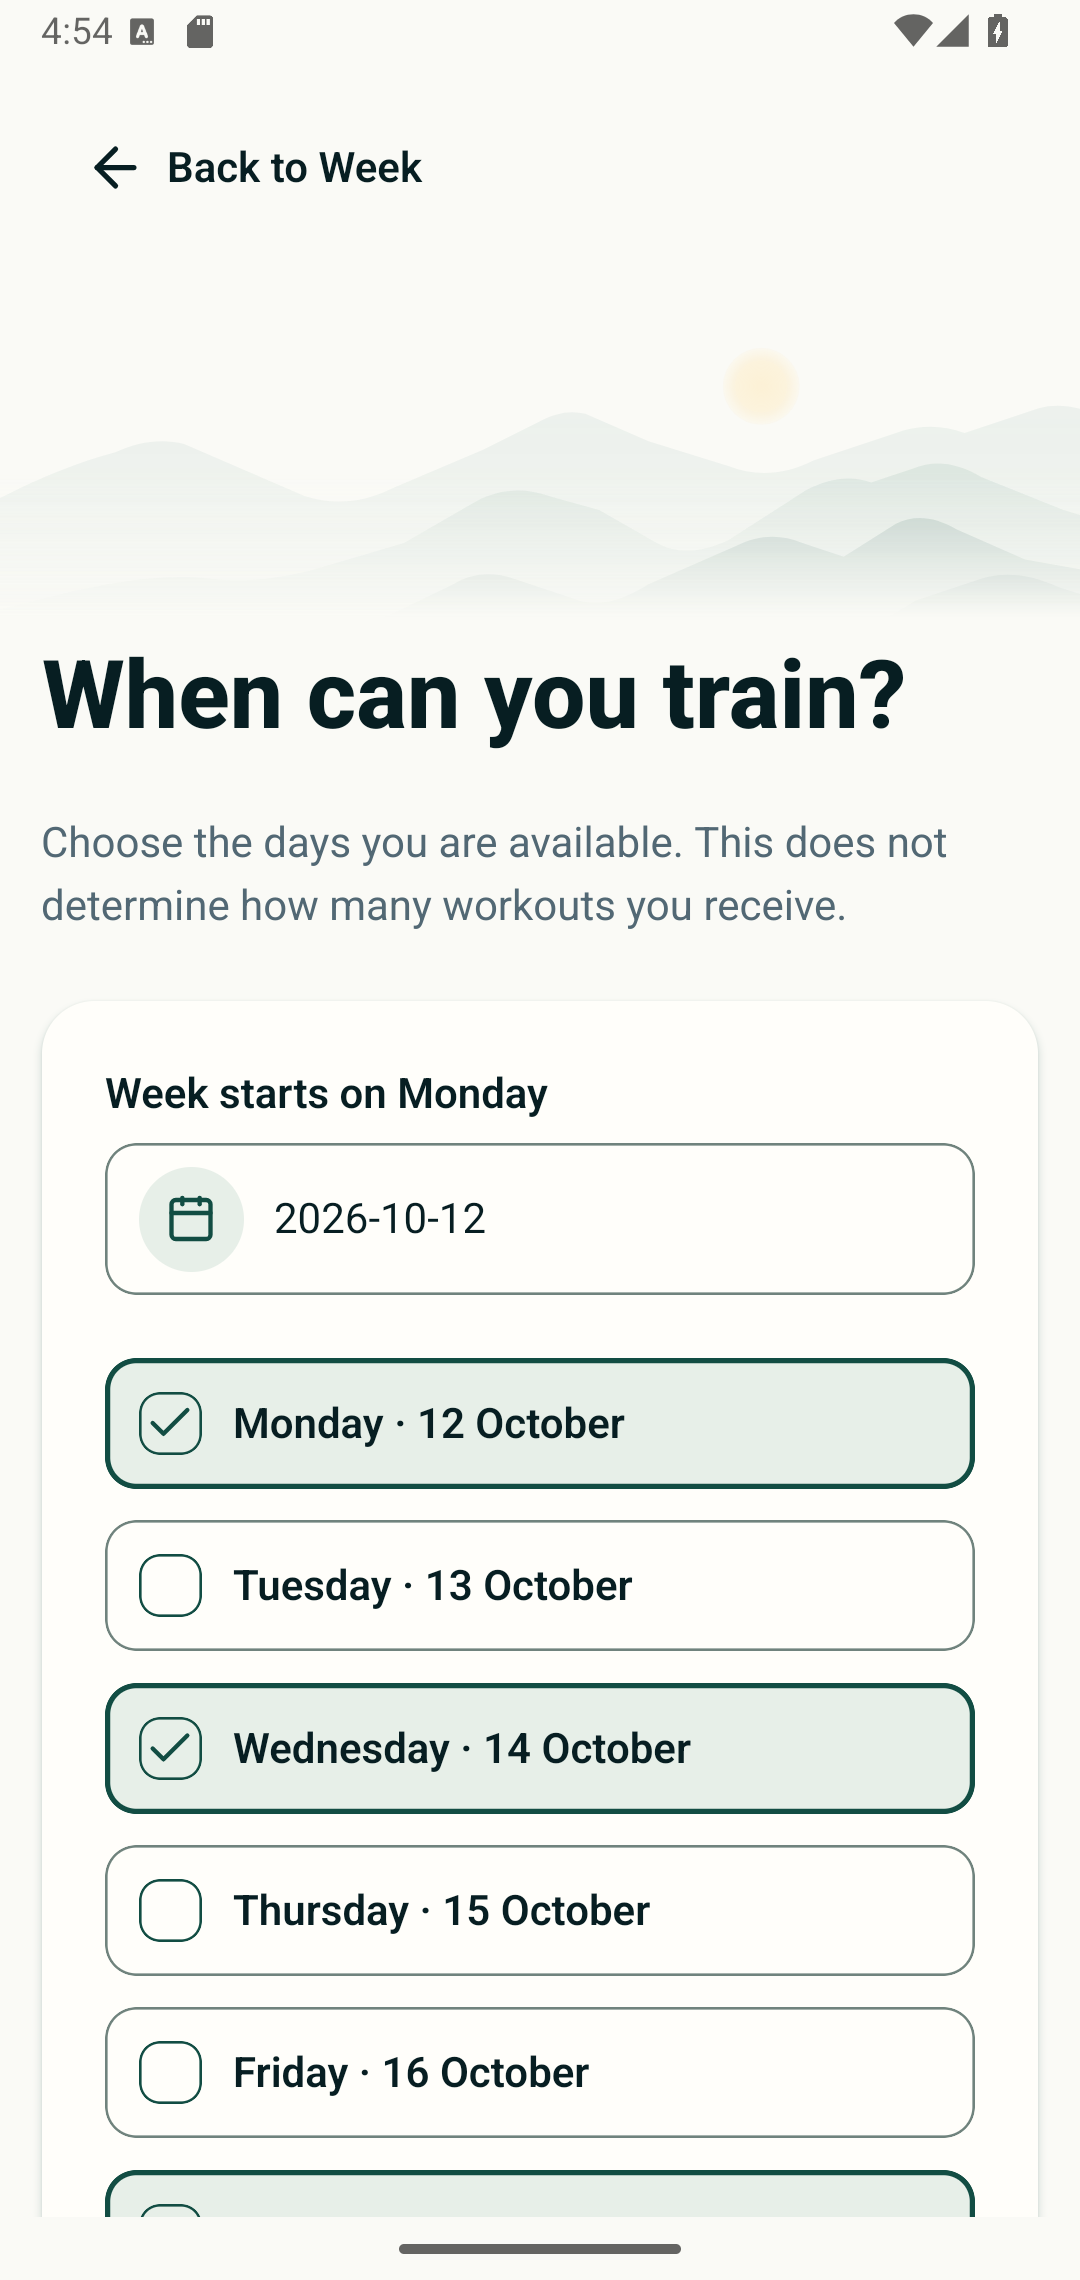 4:54
Back to Week
When can you train?
Choose the days you are available. This does not
determine how many workouts you receive.
Week starts on Monday
2026-10-12
Monday · 12 October
Tuesday · 13 October
Wednesday · 14 October
Thursday · 15 October
Friday · 16 October